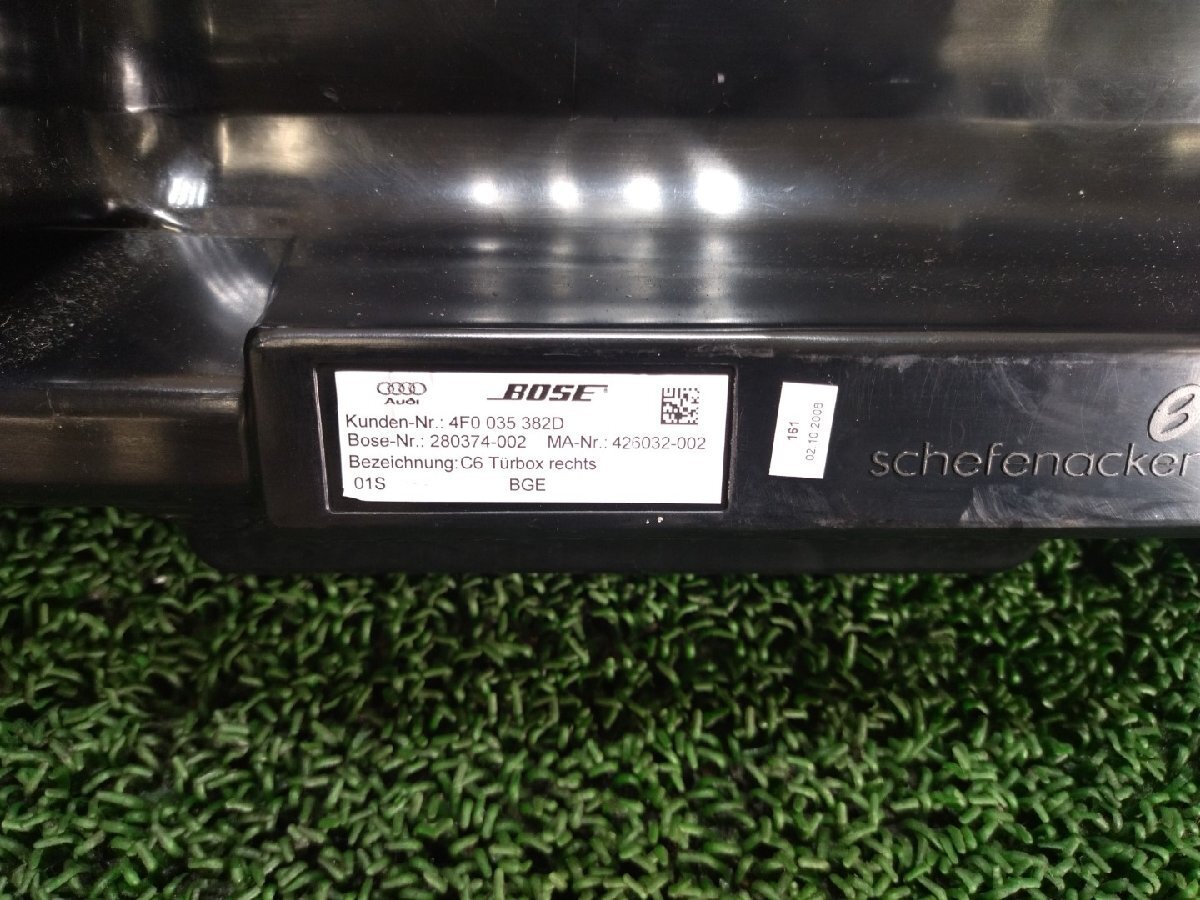 Audi BOSE
Kunden-Nr.: 4F0 035 382D
Bose-Nr.: 280374-002 MA-Nr.: 426032-002
Bezeichnung:C6 Türbox rechts
01S BGE
161
02.10.2008
schefenacker